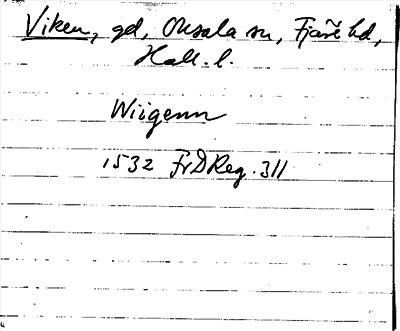 Viken, gd, Onsala sn, Fjäre hd,
Hall. l.
Wiigenn
1532 FrDReg. 311